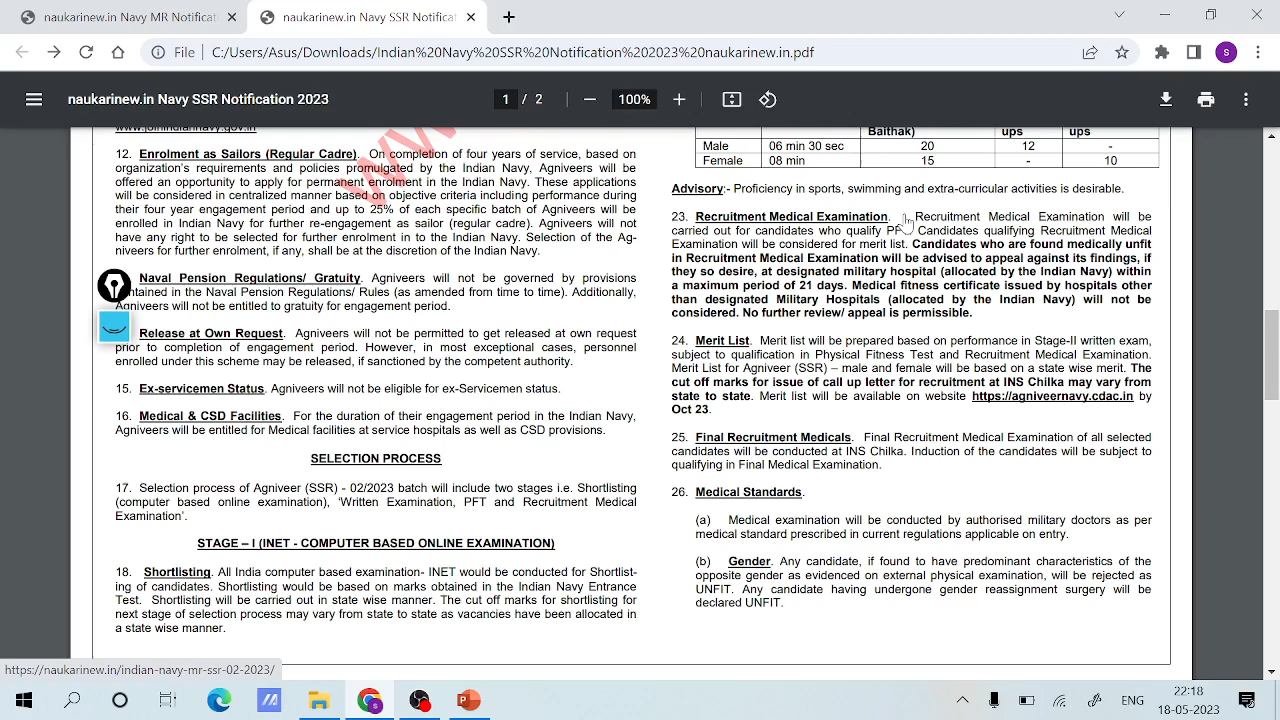 naukarinew.in Navy MR Notificati
naukarinew.in Navy SSR Notificat
File
C:/Users/Asus/Downloads/Indian%20Navy%20SSR%20Notification%202023%20naukarinew.in.pdf
S
naukarinew.in Navy SSR Notification 2023
1 / 2
100%
www.joinindiannavy.gov.in
12. Enrolment as Sailors (Regular Cadre). On completion of four years of service, based on
organization's requirements and policies promulgated by the Indian Navy, Agniveers will be
offered an opportunity to apply for permanent enrolment in the Indian Navy. These applications
will be considered in centralized manner based on objective criteria including performance during
their four year engagement period and up to 25% of each specific batch of Agniveers will be
enrolled in Indian Navy for further re-engagement as sailor (regular cadre). Agniveers will not
have any right to be selected for further enrolment in to the Indian Navy. Selection of the Ag-
niveers for further enrolment, if any, shall be at the discretion of the Indian Navy.
Naval Pension Regulations/ Gratuity. Agniveers will not be governed by provisions
ntained in the Naval Pension Regulations/ Rules (as amended from time to time). Additionally,
Agniveers will not be entitled to gratuity for engagement period.
Release at Own Request. Agniveers will not be permitted to get released at own request
prior to completion of engagement period. However, in most exceptional cases, personnel
enrolled under this scheme may be released, if sanctioned by the competent authority.
15. Ex-servicemen Status. Agniveers will not be eligible for ex-Servicemen status.
16. Medical & CSD Facilities. For the duration of their engagement period in the Indian Navy,
Agniveers will be entitled for Medical facilities at service hospitals as well as CSD provisions.
SELECTION PROCESS
17. Selection process of Agniveer (SSR) - 02/2023 batch will include two stages i.e. Shortlisting
(computer based online examination), 'Written Examination, PFT and Recruitment Medical
Examination'.
STAGE – I (INET - COMPUTER BASED ONLINE EXAMINATION)
18. Shortlisting. All India computer based examination- INET would be conducted for Shortlist-
ing of candidates. Shortlisting would be based on marks obtained in the Indian Navy Entrance
Test. Shortlisting will be carried out in state wise manner. The cut off marks for shortlisting for
next stage of selection process may vary from state to state as vacancies have been allocated in
a state wise manner.
www
Baithak) ups ups
Male 06 min 30 sec 20 12 -
Female 08 min 15 - 10
Advisory:- Proficiency in sports, swimming and extra-curricular activities is desirable.
23. Recruitment Medical Examination. Recruitment Medical Examination will be
carried out for candidates who qualify PF Candidates qualifying Recruitment Medical
Examination will be considered for merit list. Candidates who are found medically unfit
in Recruitment Medical Examination will be advised to appeal against its findings, if
they so desire, at designated military hospital (allocated by the Indian Navy) within
a maximum period of 21 days. Medical fitness certificate issued by hospitals other
than designated Military Hospitals (allocated by the Indian Navy) will not be
considered. No further review/ appeal is permissible.
24. Merit List. Merit list will be prepared based on performance in Stage-II written exam,
subject to qualification in Physical Fitness Test and Recruitment Medical Examination.
Merit List for Agniveer (SSR) – male and female will be based on a state wise merit. The
cut off marks for issue of call up letter for recruitment at INS Chilka may vary from
state to state. Merit list will be available on website https://agniveernavy.cdac.in by
Oct 23.
25. Final Recruitment Medicals. Final Recruitment Medical Examination of all selected
candidates will be conducted at INS Chilka. Induction of the candidates will be subject to
qualifying in Final Medical Examination.
26. Medical Standards.
(a) Medical examination will be conducted by authorised military doctors as per
medical standard prescribed in current regulations applicable on entry.
(b) Gender. Any candidate, if found to have predominant characteristics of the
opposite gender as evidenced on external physical examination, will be rejected as
UNFIT. Any candidate having undergone gender reassignment surgery will be
declared UNFIT.
https://naukarinew.in/indian-navy-mr-ssr-02-2023/
ENG
22:18
18-05-2023